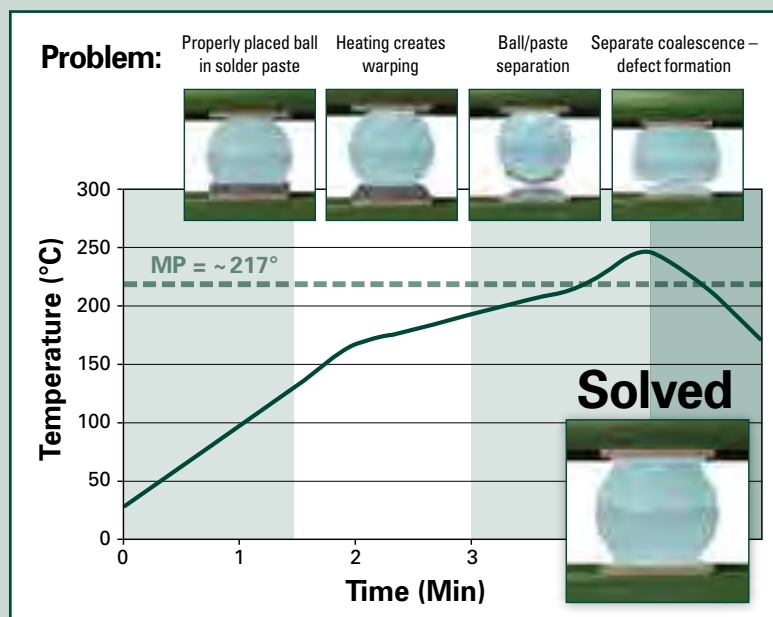 Problem:
Properly placed ball
in solder paste
Heating creates
warping
Ball/paste
separation
Separate coalescence –
defect formation
300
250
200
150
100
50
0
MP = ~217°
Temperature (°C)
Solved
0 1 2 3
Time (Min)